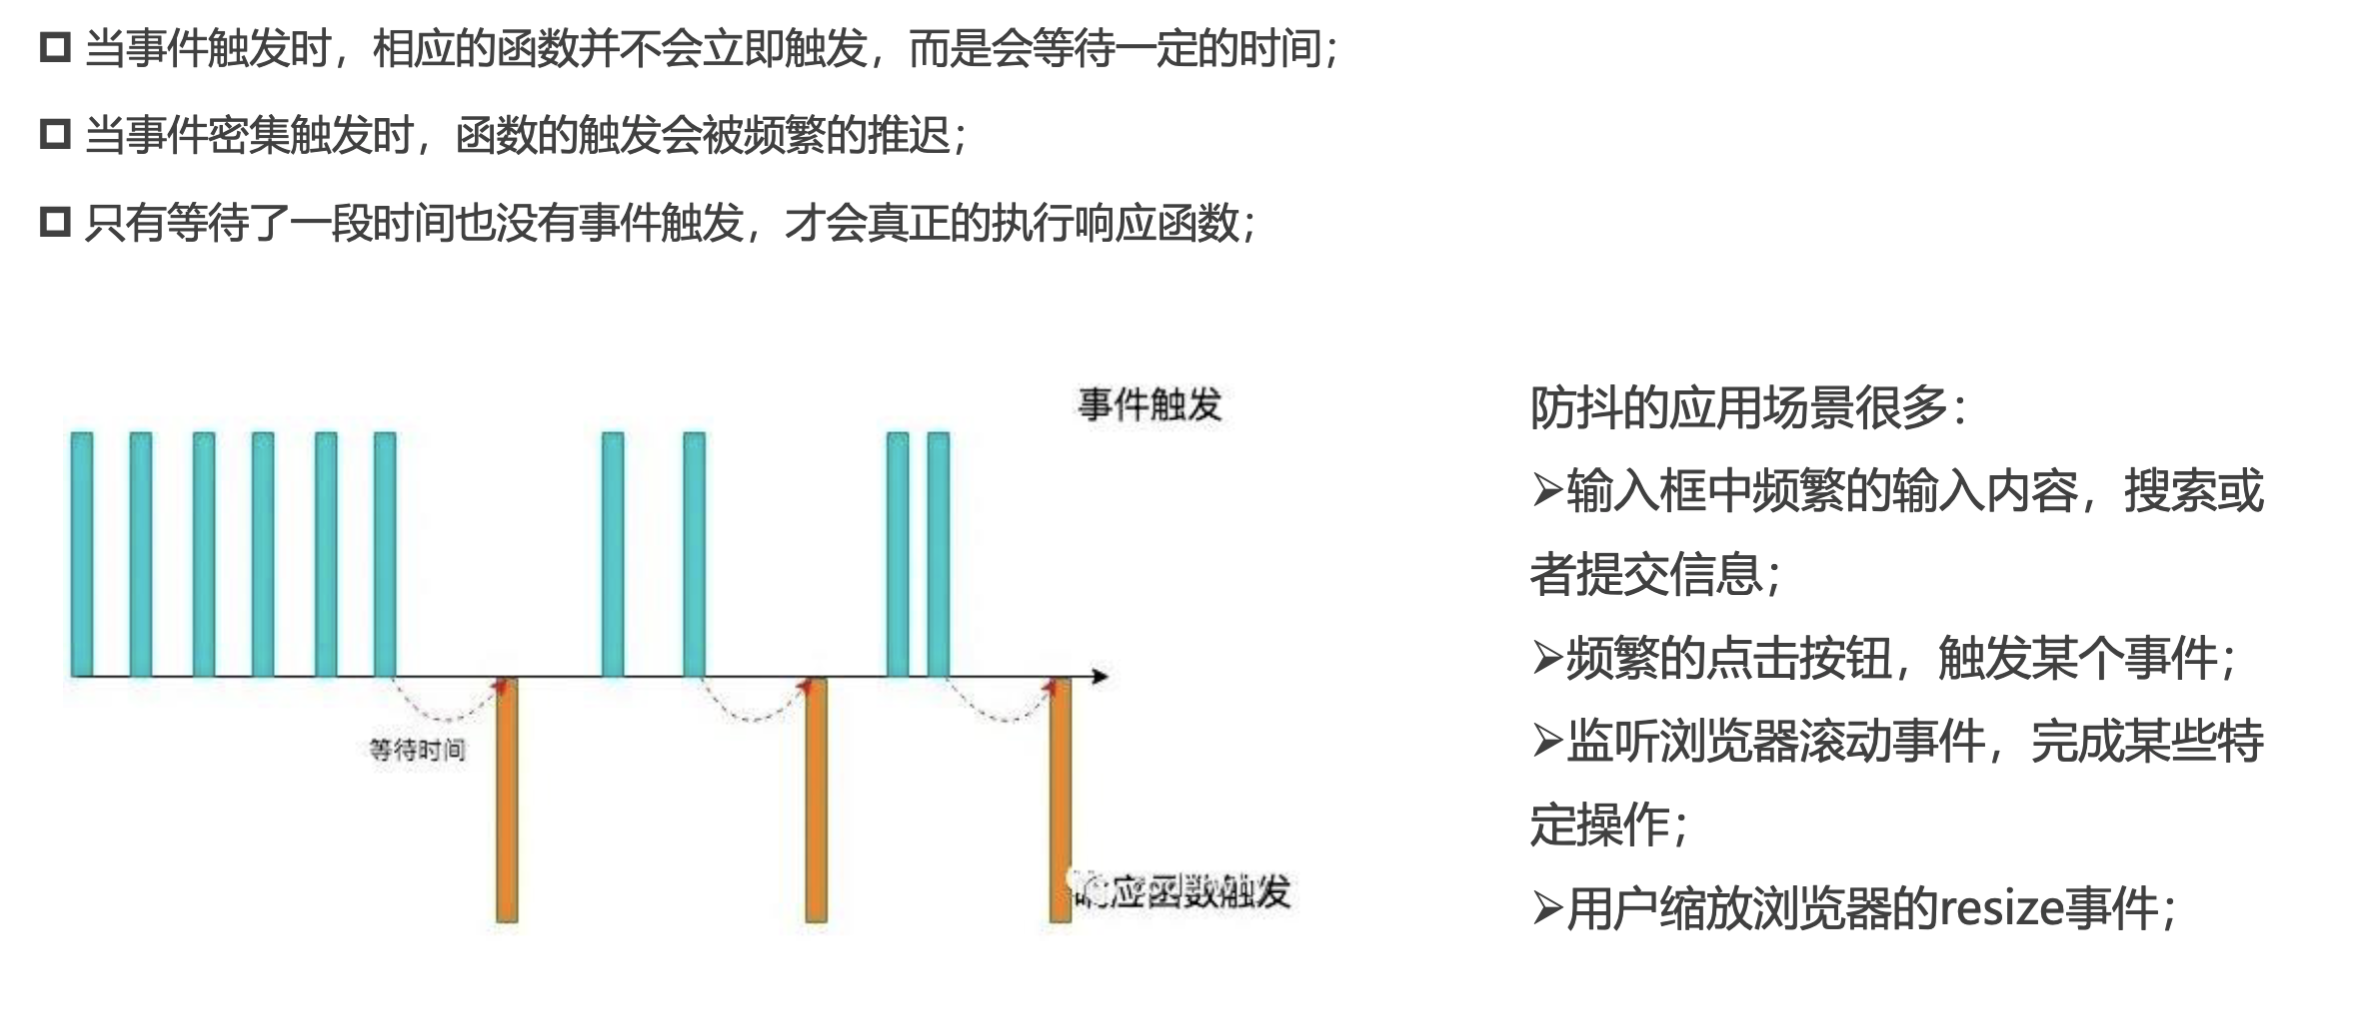 当事件触发时，相应的函数并不会立即触发，而是会等待一定的时间；
当事件密集触发时，函数的触发会被频繁的推迟；
只有等待了一段时间也没有事件触发，才会真正的执行响应函数；
事件触发
等待时间
应函数触发
防抖的应用场景很多：
➢输入框中频繁的输入内容，搜索或
者提交信息；
➢频繁的点击按钮，触发某个事件；
➢监听浏览器滚动事件，完成某些特
定操作；
➢用户缩放浏览器的resize事件；